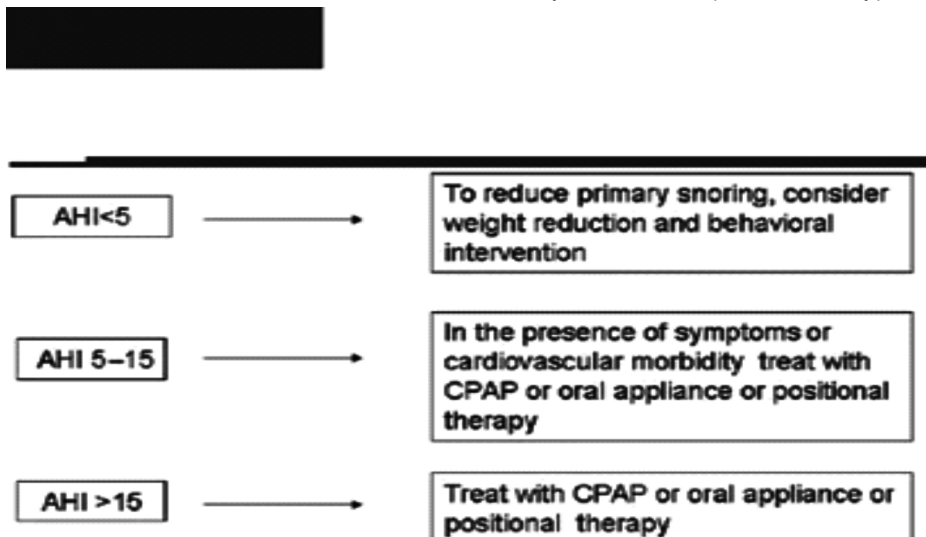 AHI<5
To reduce primary snoring, consider
weight reduction and behavioral
intervention
AHI 5–15
In the presence of symptoms or
cardiovascular morbidity treat with
CPAP or oral appliance or positional
therapy
AHI >15
Treat with CPAP or oral appliance or
positional therapy